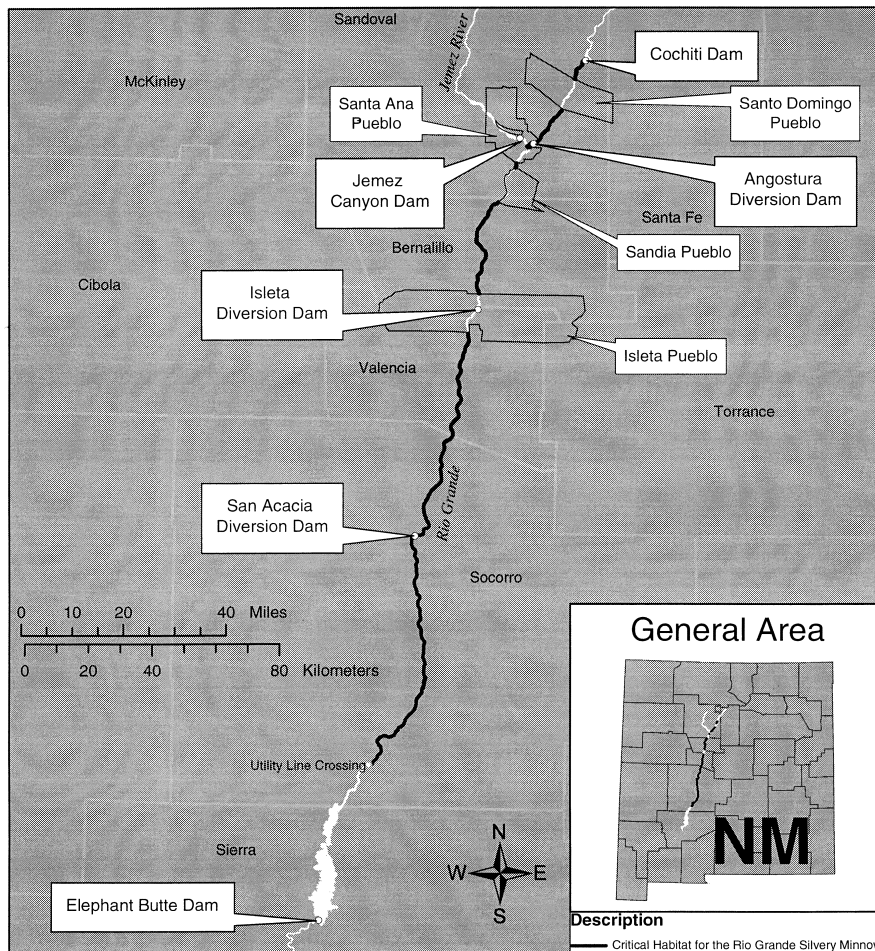 Sandoval
Jemez River
Cochiti Dam
McKinley
Santa Ana
Pueblo
Santo Domingo
Pueblo
Jemez
Canyon Dam
Angostura
Diversion Dam
Santa Fe
Bernalillo
Sandia Pueblo
Cibola
Isleta
Diversion Dam
Isleta Pueblo
Valencia
Torrance
San Acacia
Diversion Dam
Rio Grande
Socorro
0 10 20 40 Miles
0 20 40 80 Kilometers
General Area
NM
Utility Line Crossing
Sierra
N
W E
S
Elephant Butte Dam
Description
Critical Habitat for the Rio Grande Silvery Minnow